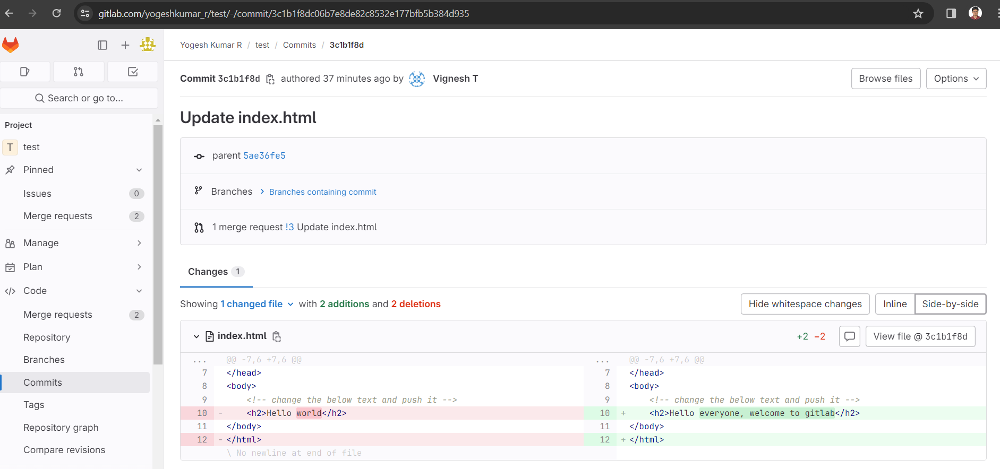 gitlab.com/yogeshkumar_r/test/-/commit/3c1b1f8dc06b7e8de82c8532e177bfb5b384d935
Yogesh Kumar R / test / Commits / 3c1b1f8d
Commit 3c1b1f8d authored 37 minutes ago by Vignesh T
Browse files
Options
Search or go to...
Project
T test
Pinned
Issues 0
Merge requests 2
Manage
Plan
Code
Merge requests 2
Repository
Branches
Commits
Tags
Repository graph
Compare revisions
Update index.html
parent 5ae36fe5
Branches > Branches containing commit
1 merge request !3 Update index.html
Changes 1
Showing 1 changed file with 2 additions and 2 deletions
Hide whitespace changes
Inline
Side-by-side
index.html
+2 −2
View file @ 3c1b1f8d
... @@ -7,6 +7,6 @@
7 </head>
8 <body>
9 <!-- change the below text and push it -->
10 - <h2>Hello world</h2>
11 </body>
12 - </html>
\ No newline at end of file
... @@ -7,6 +7,6 @@
7 </head>
8 <body>
9 <!-- change the below text and push it -->
10 + <h2>Hello everyone, welcome to gitlab</h2>
11 </body>
12 + </html>